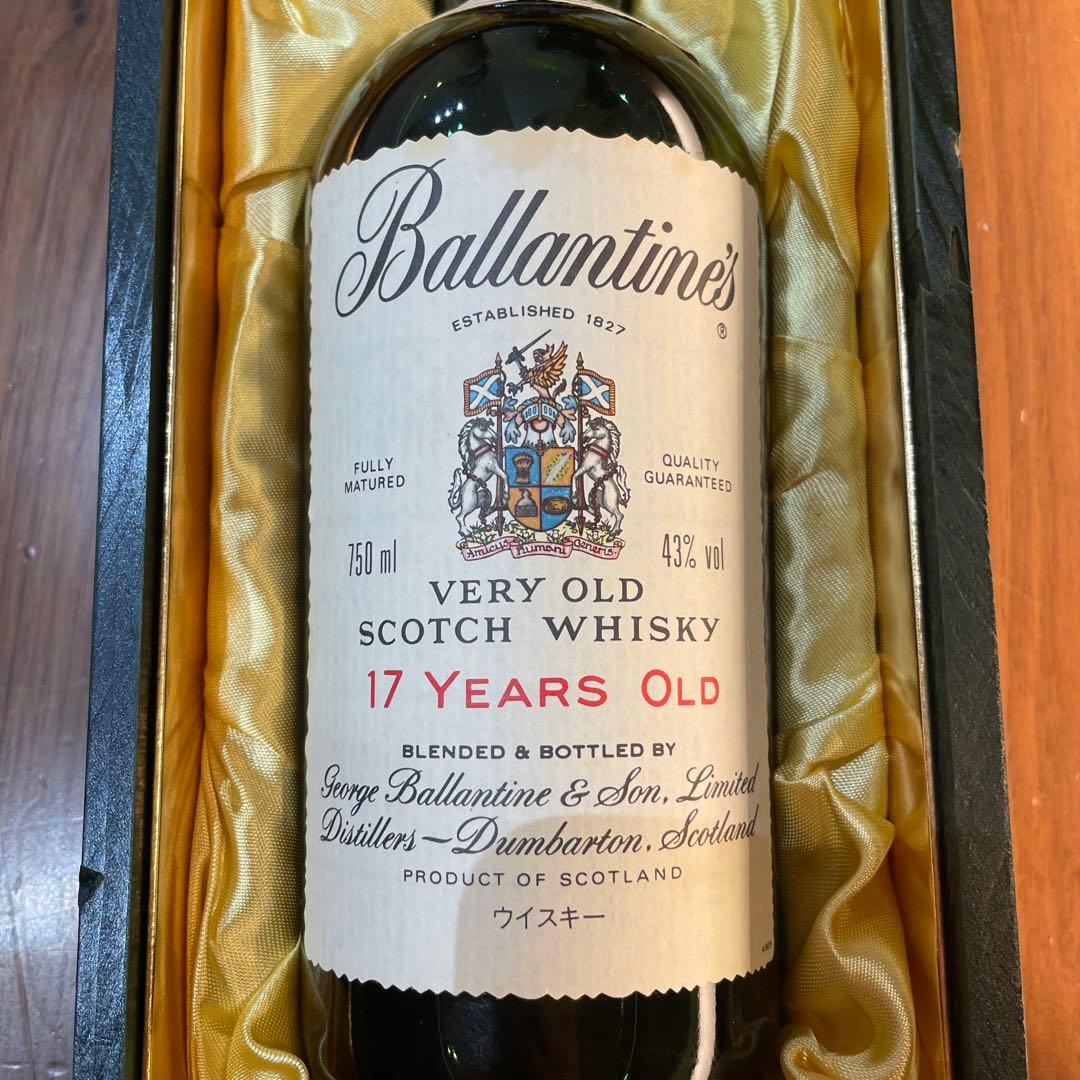 Ballantine's
ESTABLISHED 1827
®
FULLY
MATURED
QUALITY
GUARANTEED
Amicus Humani Generis
750 ml
43% vol
VERY OLD
SCOTCH WHISKY
17 YEARS OLD
BLENDED & BOTTLED BY
George Ballantine & Son, Limited
Distillers—Dumbarton, Scotland
PRODUCT OF SCOTLAND
ウイスキー